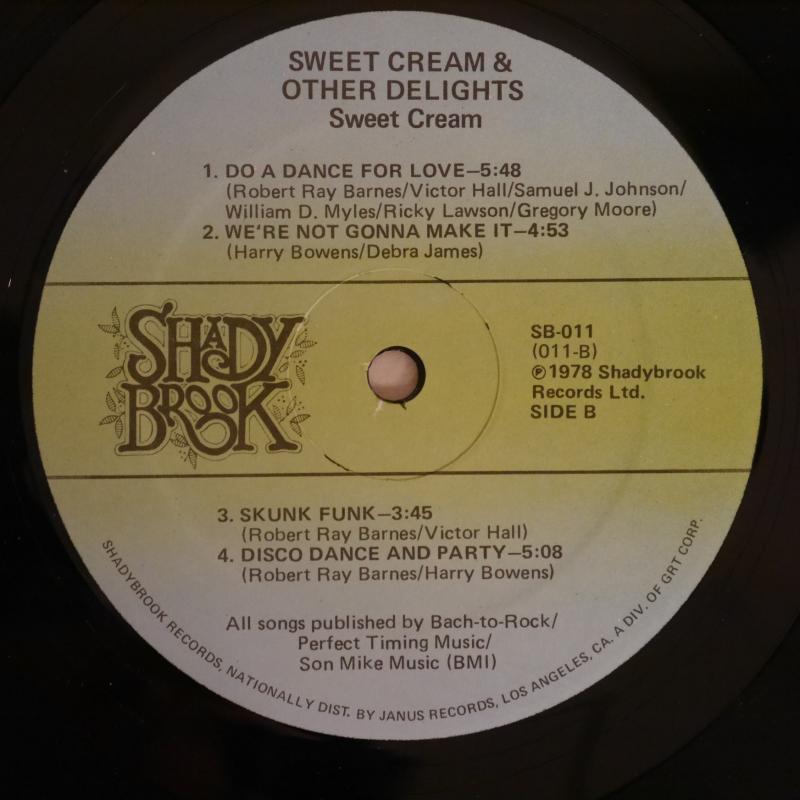 SWEET CREAM &
OTHER DELIGHTS
Sweet Cream
1. DO A DANCE FOR LOVE—5:48
(Robert Ray Barnes/Victor Hall/Samuel J. Johnson/
William D. Myles/Ricky Lawson/Gregory Moore)
2. WE'RE NOT GONNA MAKE IT—4:53
(Harry Bowens/Debra James)
SHADY
BROOK
SB-011
(011-B)
℗1978 Shadybrook
Records Ltd.
SIDE B
3. SKUNK FUNK—3:45
(Robert Ray Barnes/Victor Hall)
4. DISCO DANCE AND PARTY—5:08
(Robert Ray Barnes/Harry Bowens)
All songs published by Bach-to-Rock/
Perfect Timing Music/
Son Mike Music (BMI)
SHADYBROOK RECORDS, NATIONALLY DIST. BY JANUS RECORDS, LOS ANGELES, CA. A DIV. OF GRT CORP.